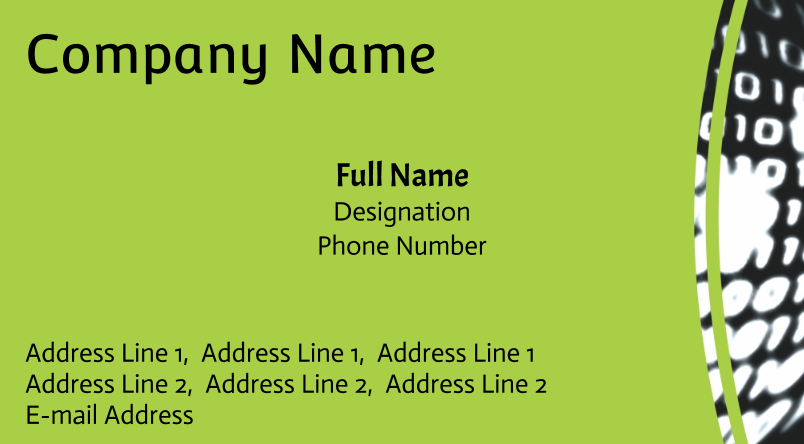 Company Name
Full Name
Designation
Phone Number
Address Line 1, Address Line 1, Address Line 1
Address Line 2, Address Line 2, Address Line 2
E-mail Address